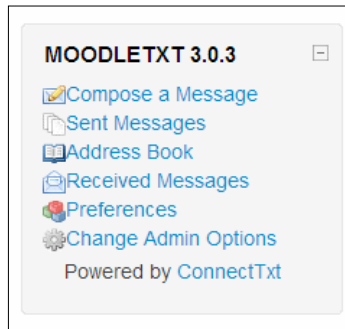 MOODLETXT 3.0.3
Compose a Message
Sent Messages
Address Book
Received Messages
Preferences
Change Admin Options
Powered by ConnectTxt